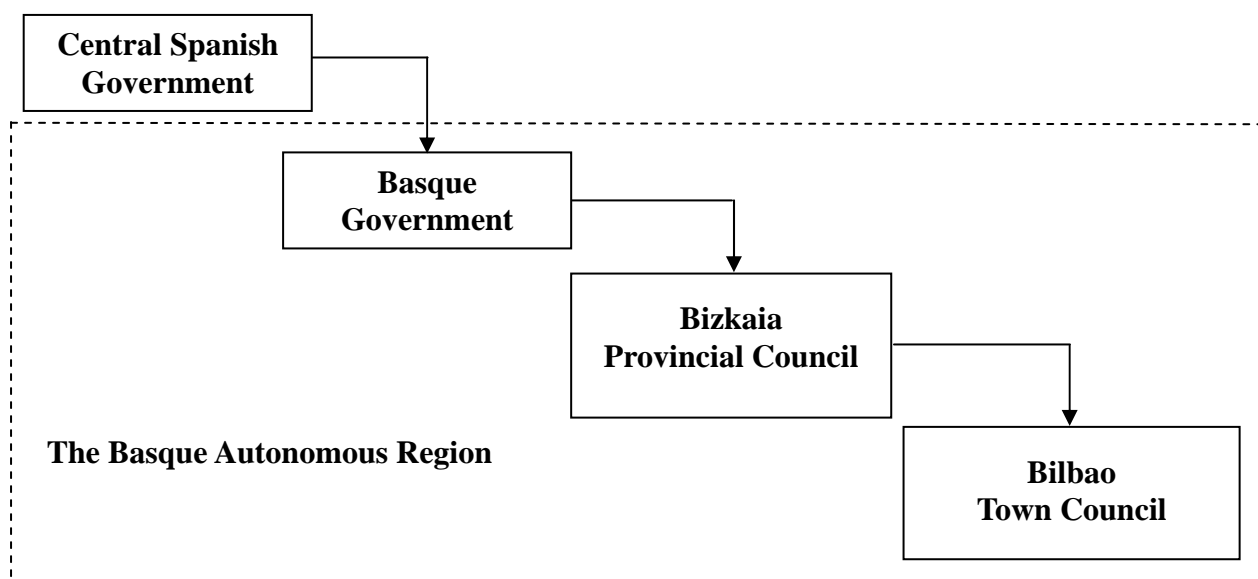 Central Spanish
Government
Basque
Government
Bizkaia
Provincial Council
The Basque Autonomous Region
Bilbao
Town Council